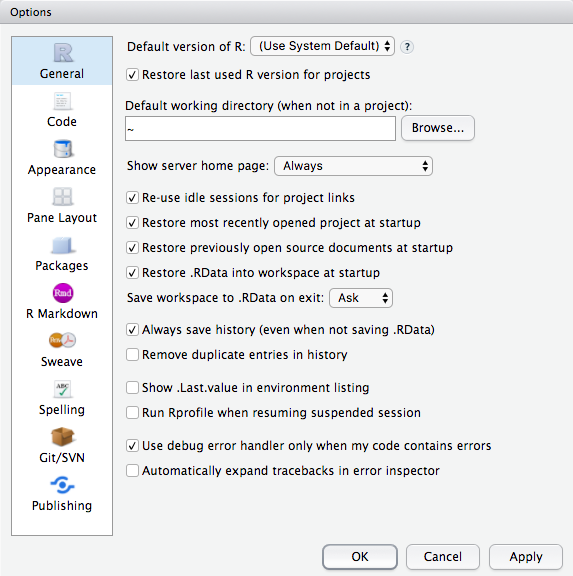 Options
General
Code
Appearance
Pane Layout
Packages
Rmd
R Markdown
Sweave
ABC
Spelling
Git/SVN
Publishing
Default version of R: (Use System Default) ?
Restore last used R version for projects
Default working directory (when not in a project):
~ Browse...
Show server home page: Always
Re-use idle sessions for project links
Restore most recently opened project at startup
Restore previously open source documents at startup
Restore .RData into workspace at startup
Save workspace to .RData on exit: Ask
Always save history (even when not saving .RData)
Remove duplicate entries in history
Show .Last.value in environment listing
Run Rprofile when resuming suspended session
Use debug error handler only when my code contains errors
Automatically expand tracebacks in error inspector
OK Cancel Apply